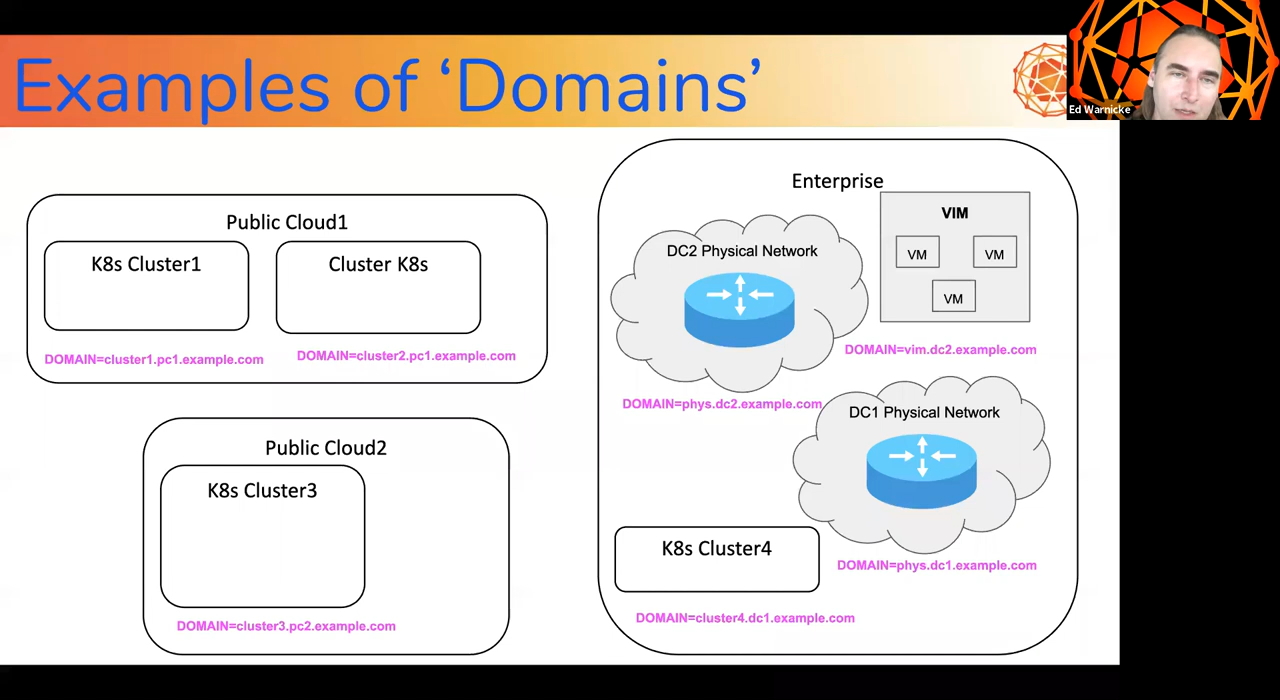 Examples of ‘Domains’
Ed Warnicke
Public Cloud1
K8s Cluster1
Cluster K8s
DOMAIN=cluster1.pc1.example.com
DOMAIN=cluster2.pc1.example.com
Public Cloud2
K8s Cluster3
DOMAIN=cluster3.pc2.example.com
Enterprise
VIM
VM
VM
VM
DOMAIN=vim.dc2.example.com
DC2 Physical Network
DOMAIN=phys.dc2.example.com
DC1 Physical Network
DOMAIN=phys.dc1.example.com
K8s Cluster4
DOMAIN=cluster4.dc1.example.com